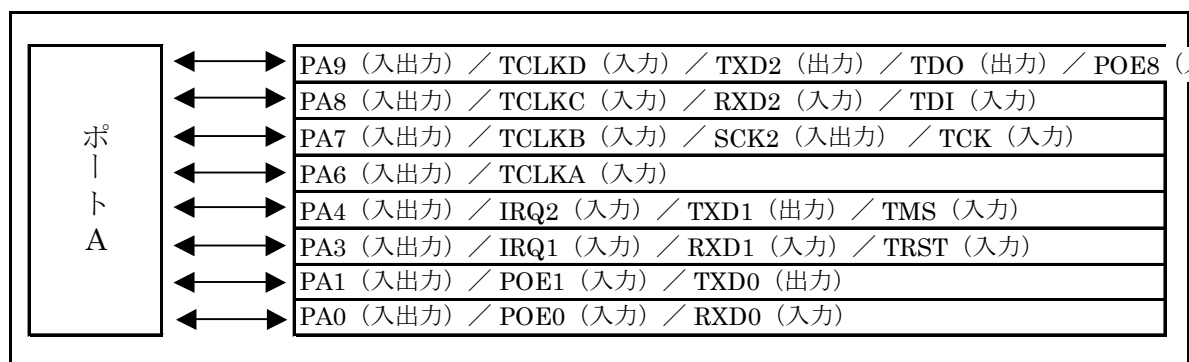 ポートA
PA9（入出力）／TCLKD（入力）／TXD2（出力）／TDO（出力）／POE8（
PA8（入出力）／TCLKC（入力）／RXD2（入力）／TDI（入力）
PA7（入出力）／TCLKB（入力）／SCK2（入出力）／TCK（入力）
PA6（入出力）／TCLKA（入力）
PA4（入出力）／IRQ2（入力）／TXD1（出力）／TMS（入力）
PA3（入出力）／IRQ1（入力）／RXD1（入力）／TRST（入力）
PA1（入出力）／POE1（入力）／TXD0（出力）
PA0（入出力）／POE0（入力）／RXD0（入力）